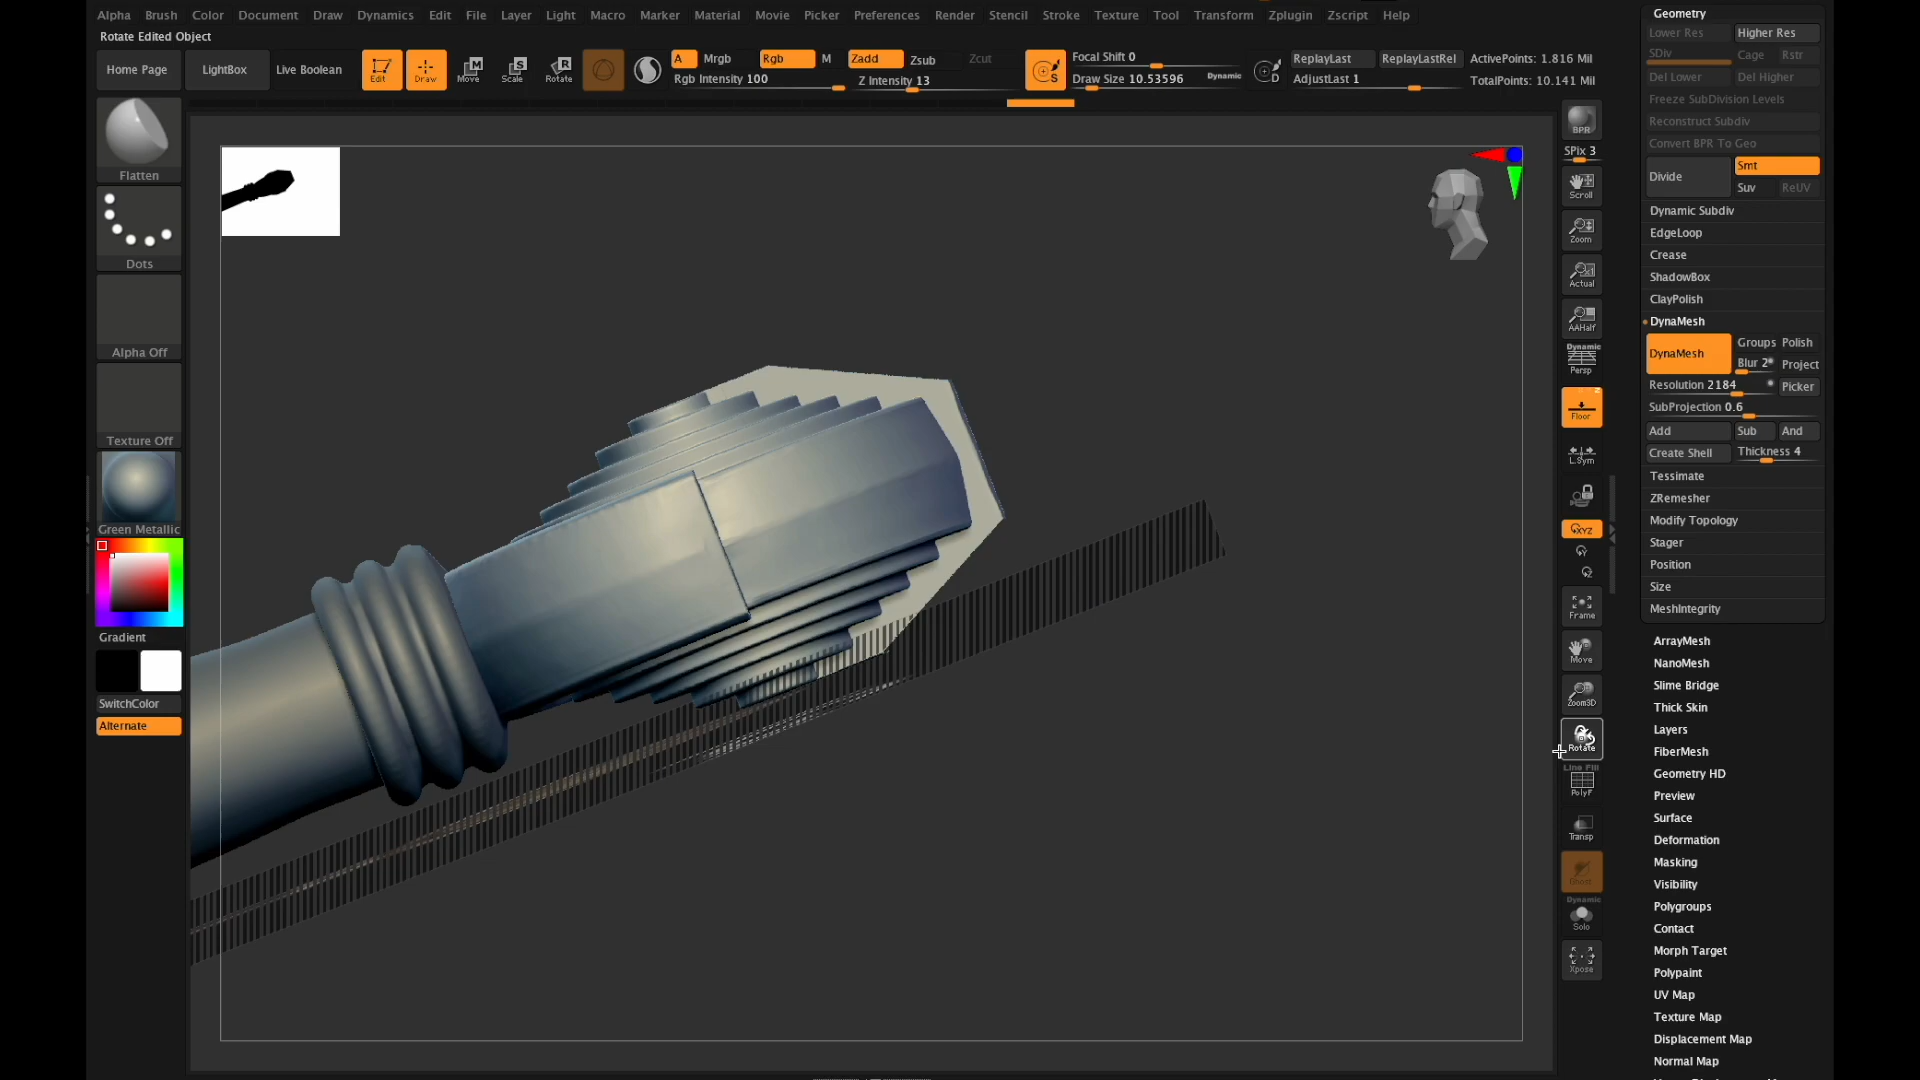 Alpha Brush Color Document Draw Dynamics Edit File Layer Light Macro Marker Material Movie Picker Preferences Render Stencil Stroke Texture Tool Transform Zplugin Zscript Help
Rotate Edited Object
Home Page LightBox Live Boolean Edit Draw Move Scale Rotate
A Mrgb Rgb M Zadd Zsub Zcut
Rgb Intensity 100 Z Intensity 13
Focal Shift 0
Draw Size 10.53596 Dynamic
ReplayLast ReplayLastRel ActivePoints: 1.816 Mil
AdjustLast 1 TotalPoints: 10.141 Mil
Flatten
Dots
Alpha Off
Texture Off
Green Metallic
Gradient
SwitchColor
Alternate
BPR
SPix 3
Scroll
Zoom
Actual
AAHalf
Dynamic
Persp
Floor
L.Sym
XYZ
Frame
Move
Zoom3D
Rotate
Line Fill
PolyF
Transp
Ghost
Dynamic
Solo
Xpose
Geometry
Lower Res Higher Res
SDiv Cage Rstr
Del Lower Del Higher
Freeze SubDivision Levels
Reconstruct Subdiv
Convert BPR To Geo
Divide Smt
Suv ReUV
Dynamic Subdiv
EdgeLoop
Crease
ShadowBox
ClayPolish
DynaMesh
DynaMesh Groups Polish
Blur 2 Project
Resolution 2184 Picker
SubProjection 0.6
Add Sub And
Create Shell Thickness 4
Tessimate
ZRemesher
Modify Topology
Stager
Position
Size
MeshIntegrity
ArrayMesh
NanoMesh
Slime Bridge
Thick Skin
Layers
FiberMesh
Geometry HD
Preview
Surface
Deformation
Masking
Visibility
Polygroups
Contact
Morph Target
Polypaint
UV Map
Texture Map
Displacement Map
Normal Map